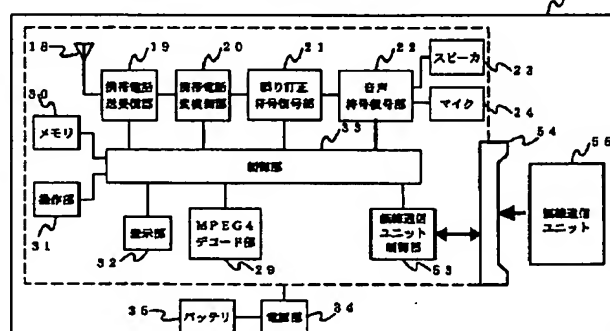 18
19
20
21
22
携帯電話
送受信部
携帯電話
変復調部
誤り訂正
符号復号部
音声
符号復号部
スピーカ
23
マイク
24
30
メモリ
33
制御部
54
55
操作部
31
表示部
32
MPEG4
デコード部
29
無線通信
ユニット
制御部
53
無線通信
ユニット
35
バッテリ
電源部
34